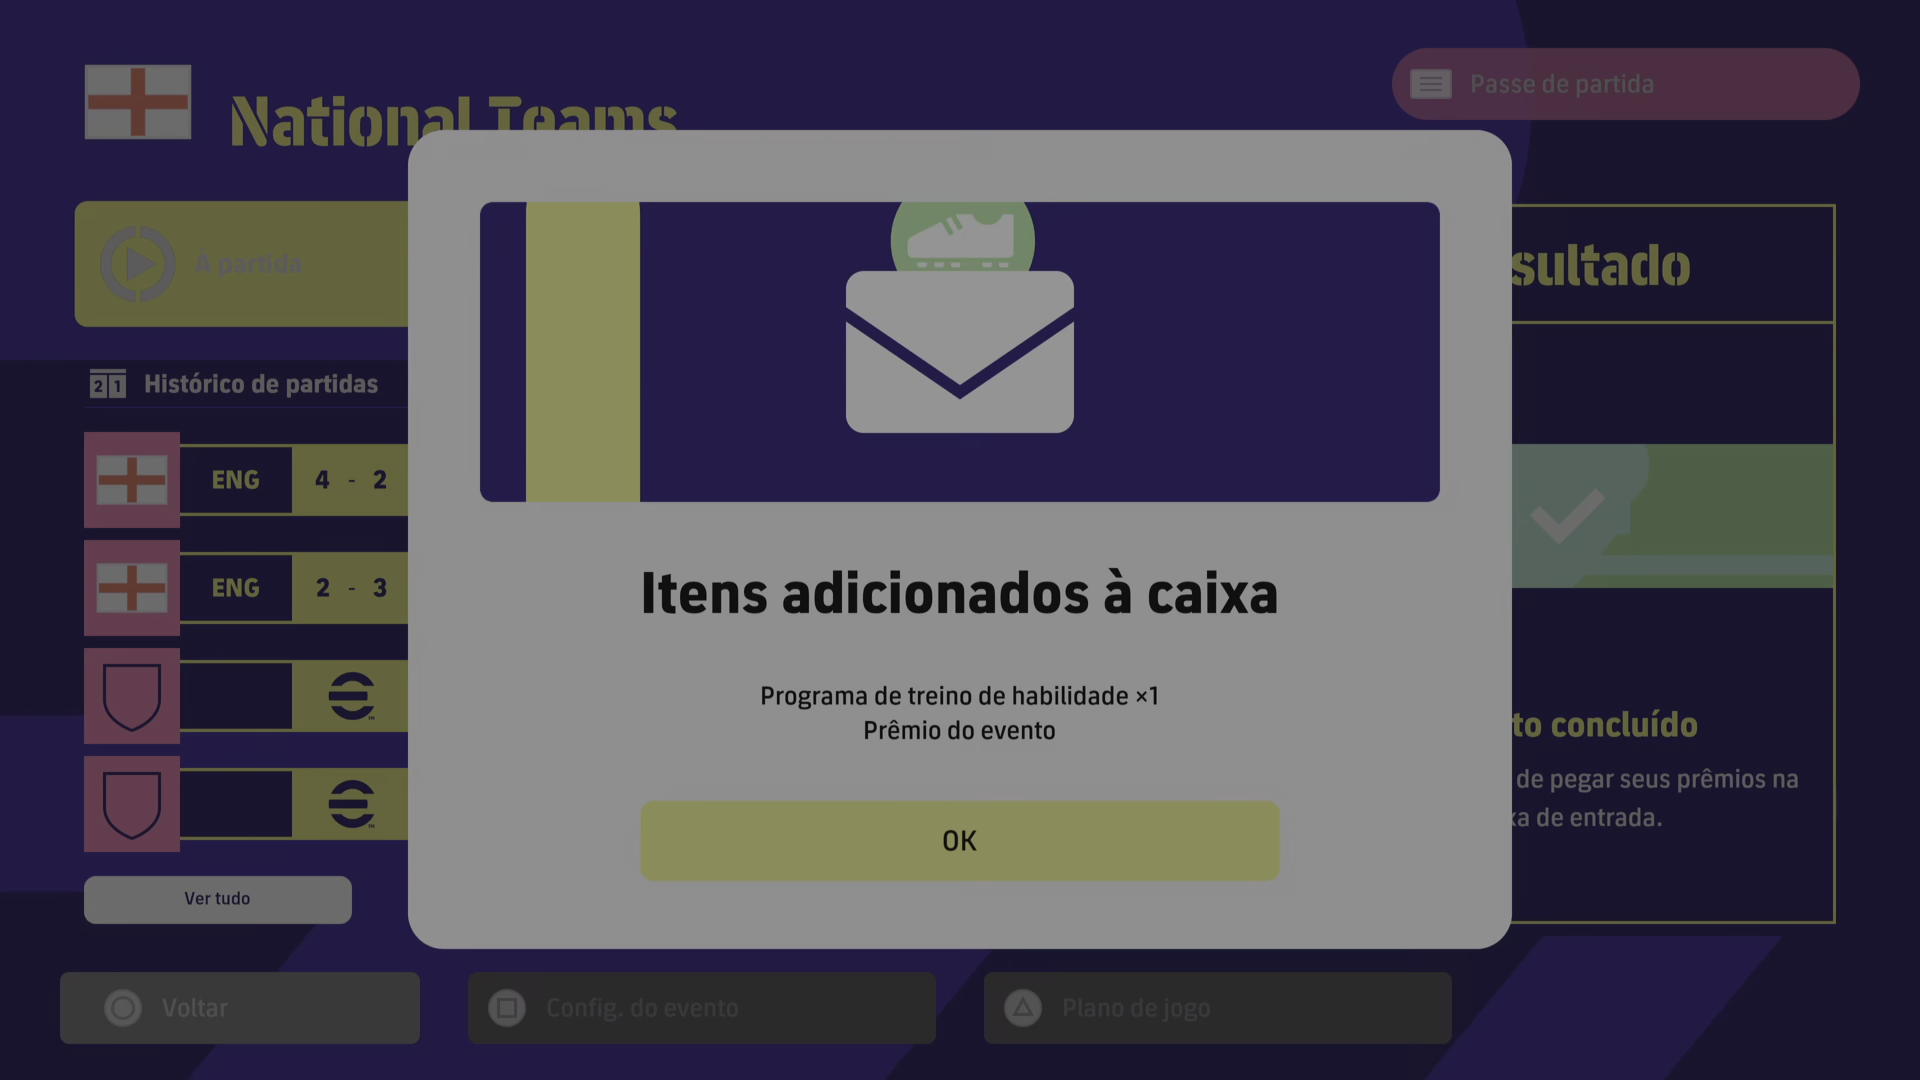 National Teams
Passe de partida
À partida
sultado
21 Histórico de partidas
ENG 4 - 2
ENG 2 - 3
Itens adicionados à caixa
Programa de treino de habilidade ×1
Prêmio do evento
OK
to concluído
de pegar seus prêmios na
xa de entrada.
Ver tudo
Voltar
Config. do evento
Plano de jogo